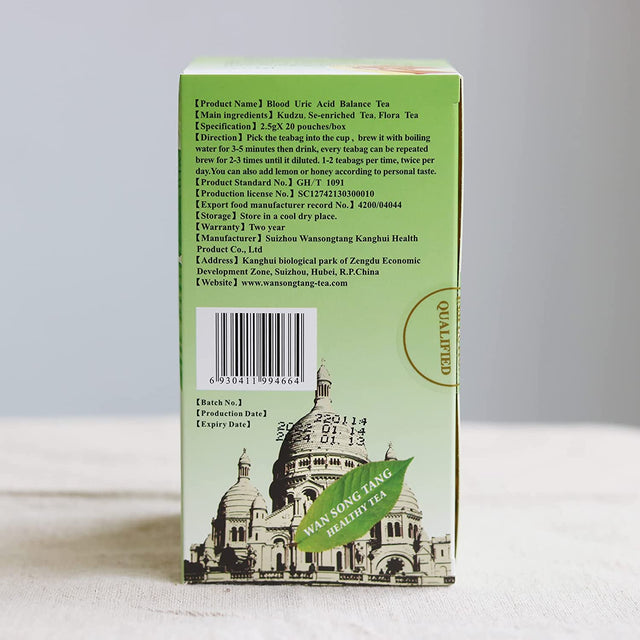 【Product Name】Blood Uric Acid Balance Tea
【Main ingredients】Kudzu, Se-enriched Tea, Flora Tea
【Specification】2.5gX 20 pouches/box
【Direction】Pick the teabag into the cup , brew it with boiling
water for 3-5 minutes then drink, every teabag can be repeated
brew for 2-3 times until it diluted. 1-2 teabags per time, twice per
day.You can also add lemon or honey according to personal taste.
【Product Standard No.】GH/T 1091
【Production license No.】SC12742130300010
【Export food manufacturer record No.】4200/04044
【Storage】Store in a cool dry place.
【Warranty】Two year
【Manufacturer】Suizhou Wansongtang Kanghui Health
Product Co., Ltd
【Address】Kanghui biological park of Zengdu Economic
Development Zone, Suizhou, Hubei, R.P.China
【Website】www.wansongtang-tea.com
QUALIFIED
6 930411 994664
【Batch No.】
【Production Date】
【Expiry Date】
220114
2022.01.14
2024.01.13
WAN SONG TANG
HEALTHY TEA